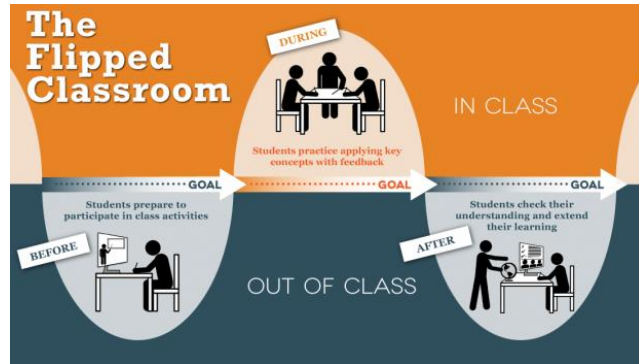 The
Flipped
Classroom
DURING
IN CLASS
Students practice applying key
concepts with feedback
GOAL
GOAL
GOAL
Students prepare to
participate in class activities
BEFORE
Students check their
understanding and extend
their learning
AFTER
OUT OF CLASS